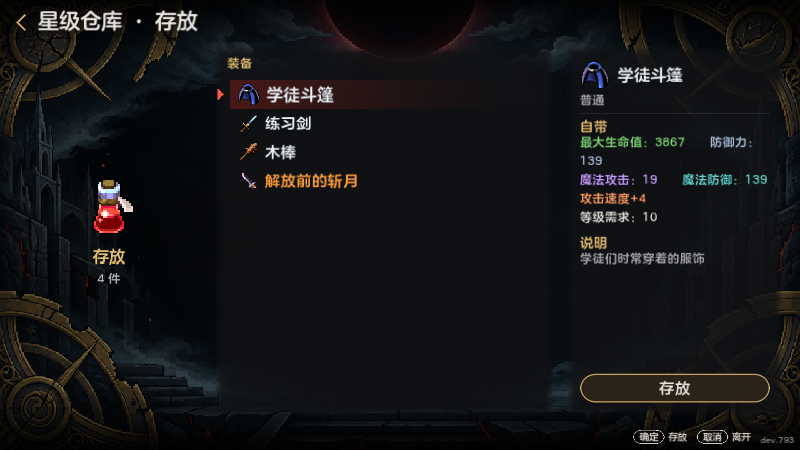 星级仓库 · 存放
装备
学徒斗篷
练习剑
木棒
解放前的斩月
存放
4 件
学徒斗篷
普通
自带
最大生命值：3867 防御力：
139
魔法攻击：19 魔法防御：139
攻击速度+4
等级需求：10
说明
学徒们时常穿着的服饰
存放
确定 存放 取消 离开
dev.793